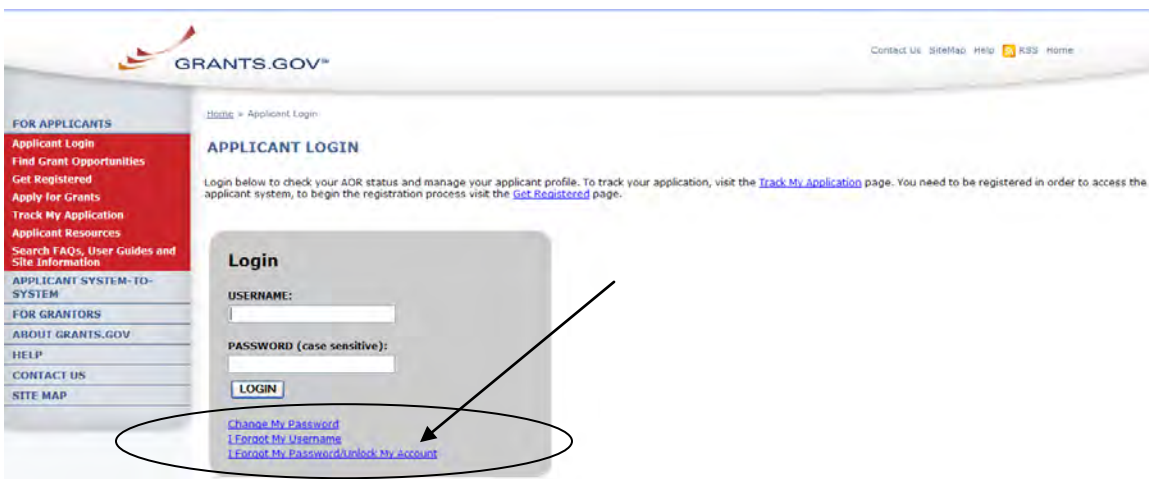 GRANTS.GOV℠
Contact Us SiteMap Help RSS Home
FOR APPLICANTS
Applicant Login
Find Grant Opportunities
Get Registered
Apply for Grants
Track My Application
Applicant Resources
Search FAQs, User Guides and
Site Information
APPLICANT SYSTEM-TO-
SYSTEM
FOR GRANTORS
ABOUT GRANTS.GOV
HELP
CONTACT US
SITE MAP
Home > Applicant Login
APPLICANT LOGIN
Login below to check your AOR status and manage your applicant profile. To track your application, visit the Track My Application page. You need to be registered in order to access the
applicant system, to begin the registration process visit the Get Registered page.
Login
USERNAME:
PASSWORD (case sensitive):
LOGIN
Change My Password
I Forgot My Username
I Forgot My Password/Unlock My Account